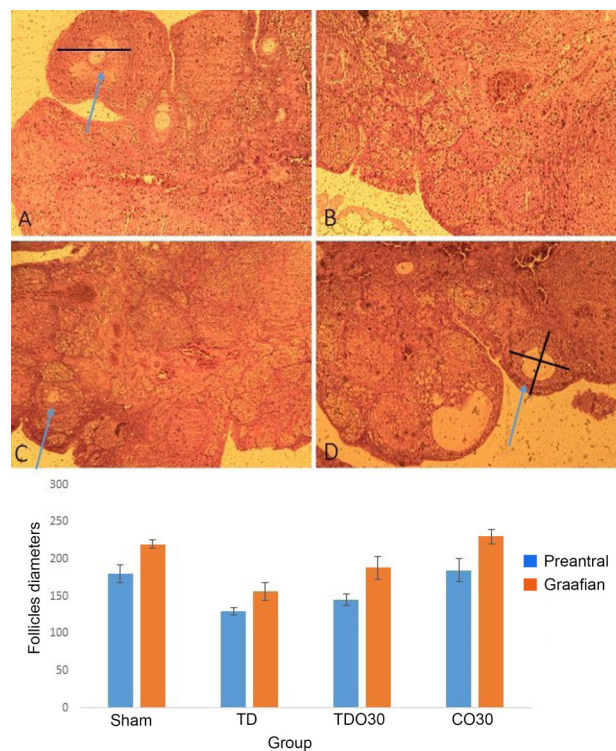 A
B
C
D
300
250
200
150
100
50
0
Follicles diameters
Preantral
Graafian
Sham
TD
TDO30
CO30
Group